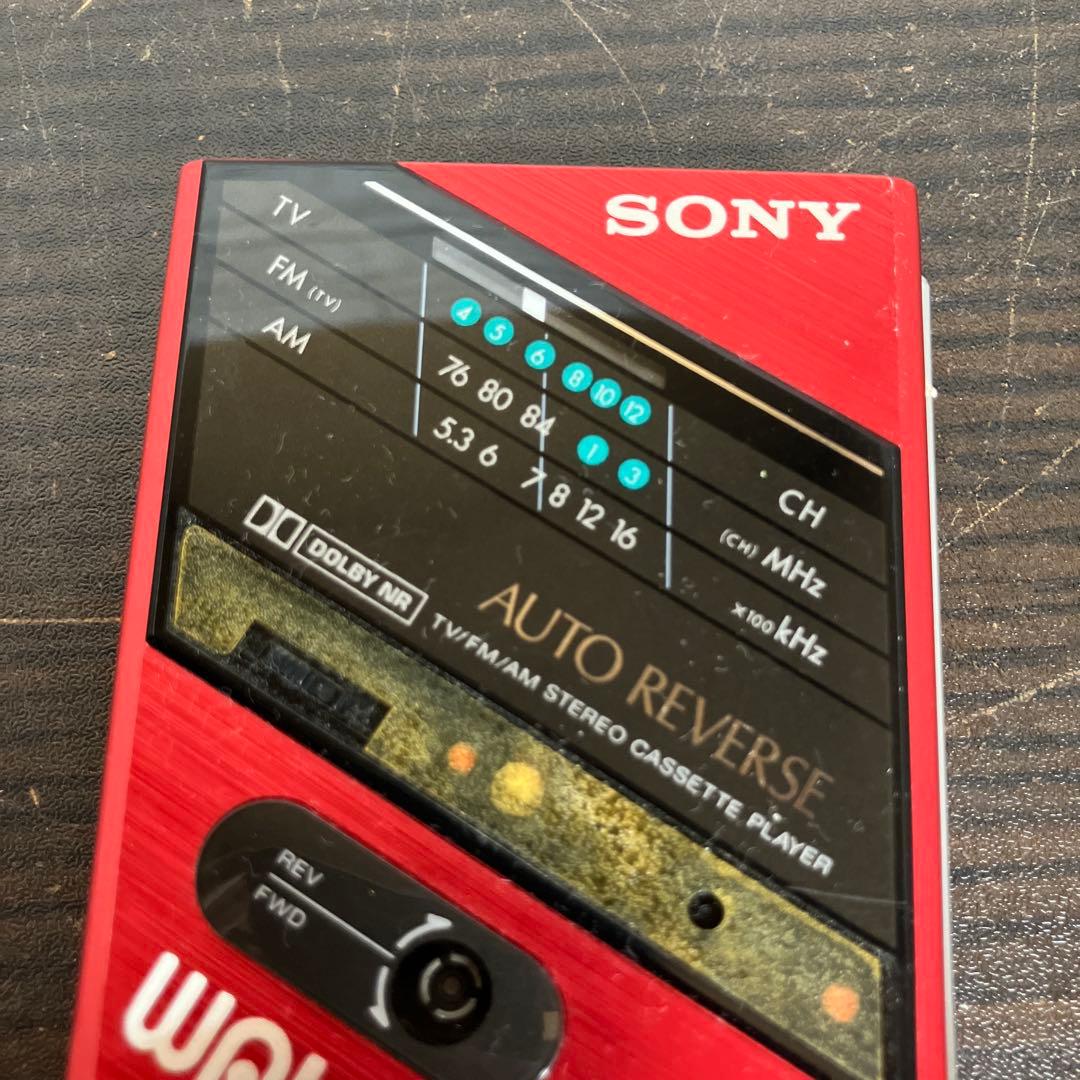 SONY
TV
4 5 6 8 10 12 CH
FM (TV)
76 80 84 1 3 (CH) MHz
AM
5.3 6 7 8 12 16 ×100 kHz
DOLBY NR
AUTO REVERSE
TV/FM/AM STEREO CASSETTE PLAYER
REV
FWD